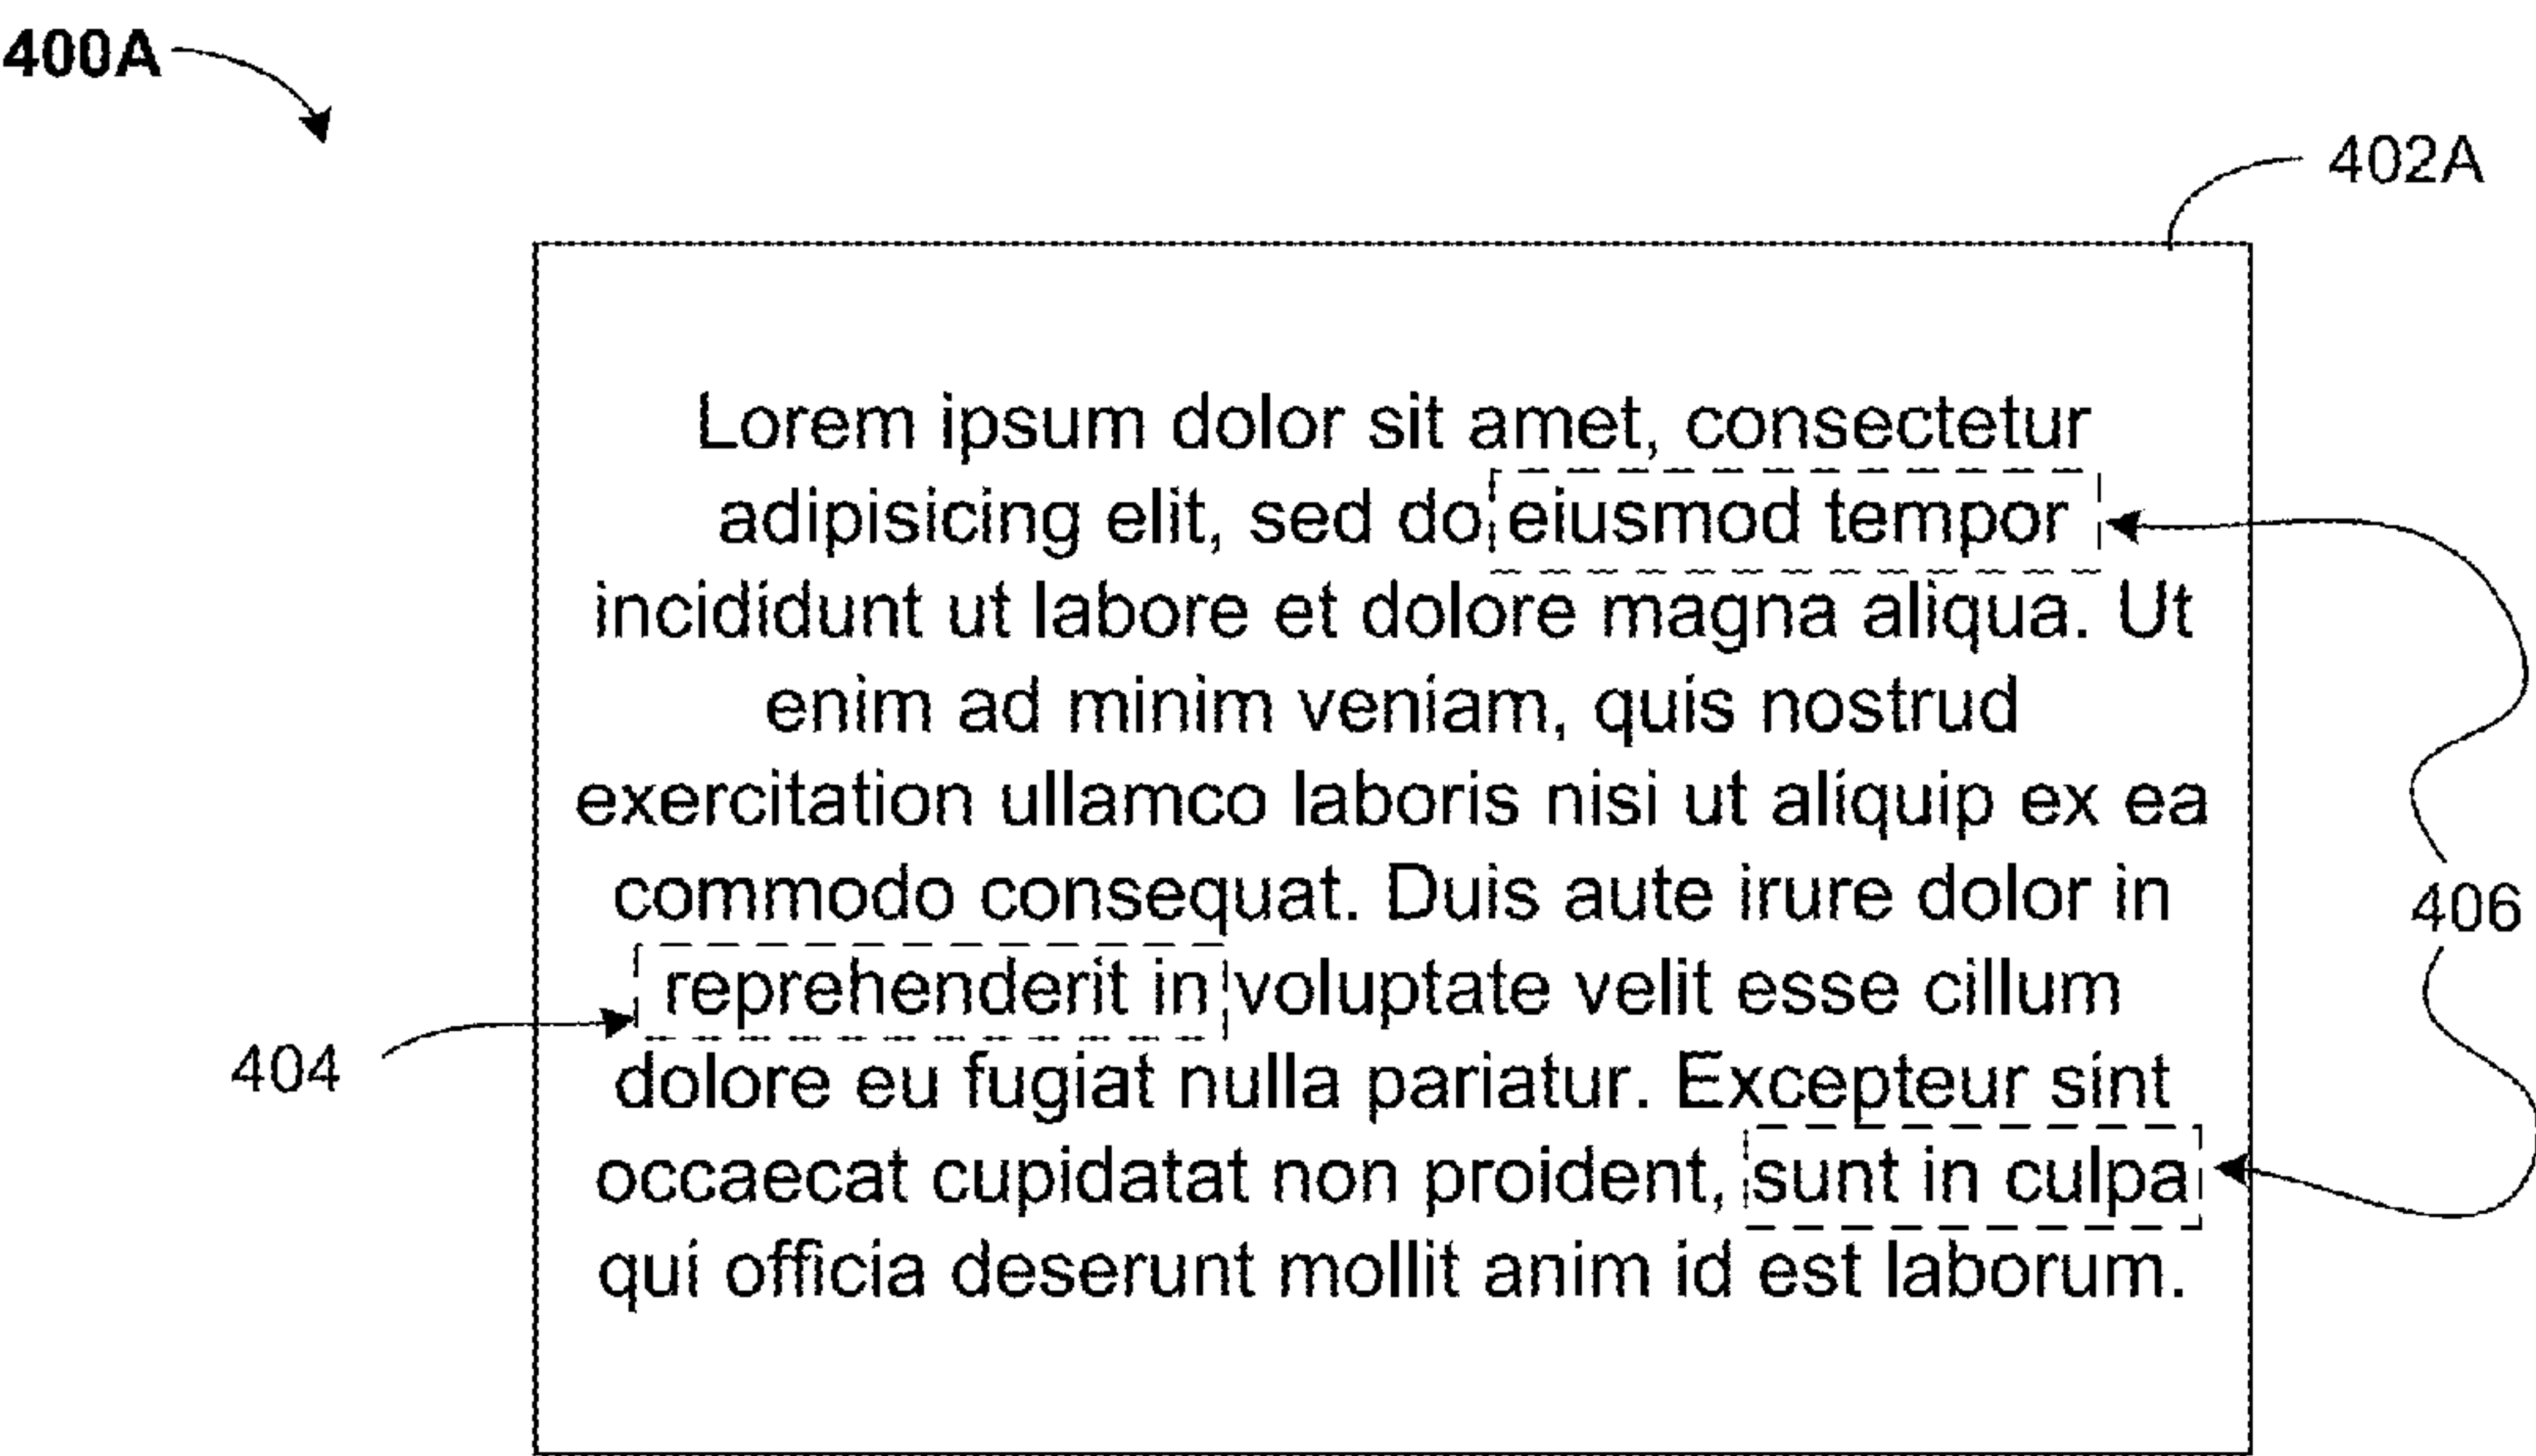 400A
402A
Lorem ipsum dolor sit amet, consectetur
adipisicing elit, sed do eiusmod tempor
incididunt ut labore et dolore magna aliqua. Ut
enim ad minim veniam, quis nostrud
exercitation ullamco laboris nisi ut aliquip ex ea
commodo consequat. Duis aute irure dolor in
406
reprehenderit in voluptate velit esse cillum
404
dolore eu fugiat nulla pariatur. Excepteur sint
occaecat cupidatat non proident, sunt in culpa
qui officia deserunt mollit anim id est laborum.